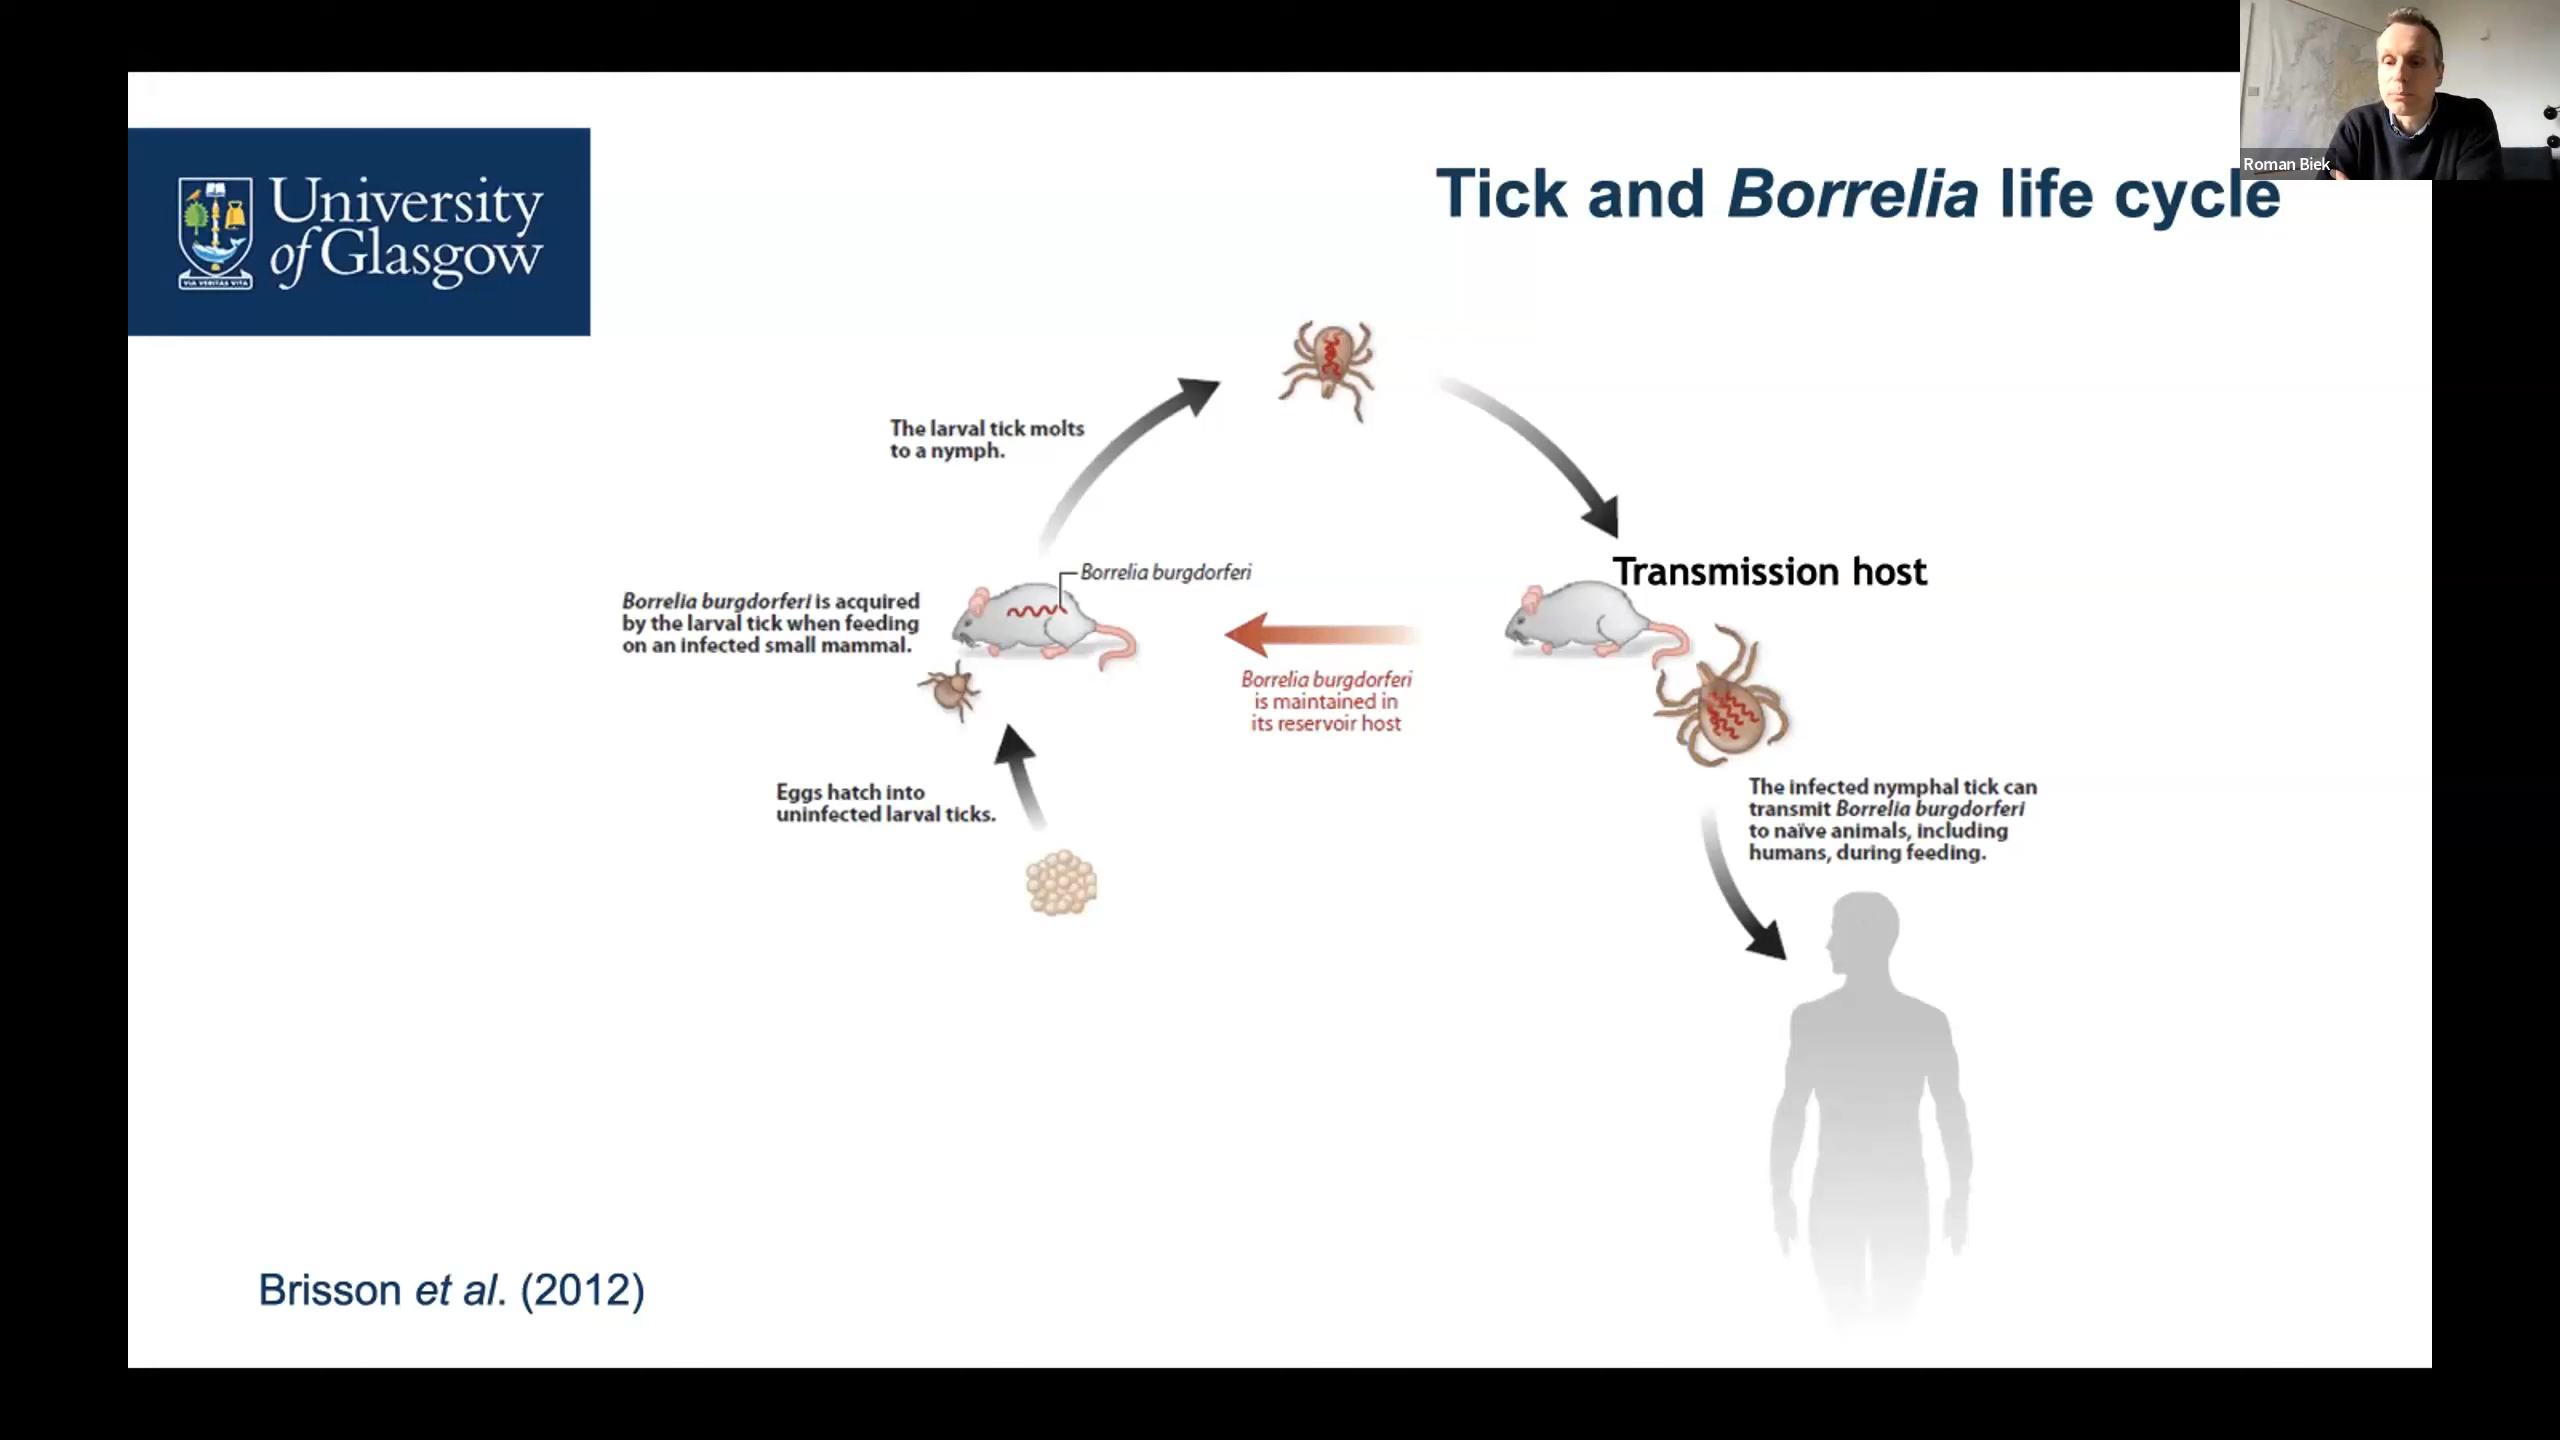 University
of Glasgow
VIA VERITAS VITA
Roman Biek
Tick and Borrelia life cycle
The larval tick molts
to a nymph.
Borrelia burgdorferi
Transmission host
Borrelia burgdorferi is acquired
by the larval tick when feeding
on an infected small mammal.
Borrelia burgdorferi
is maintained in
its reservoir host
Eggs hatch into
uninfected larval ticks.
The infected nymphal tick can
transmit Borrelia burgdorferi
to naïve animals, including
humans, during feeding.
Brisson et al. (2012)